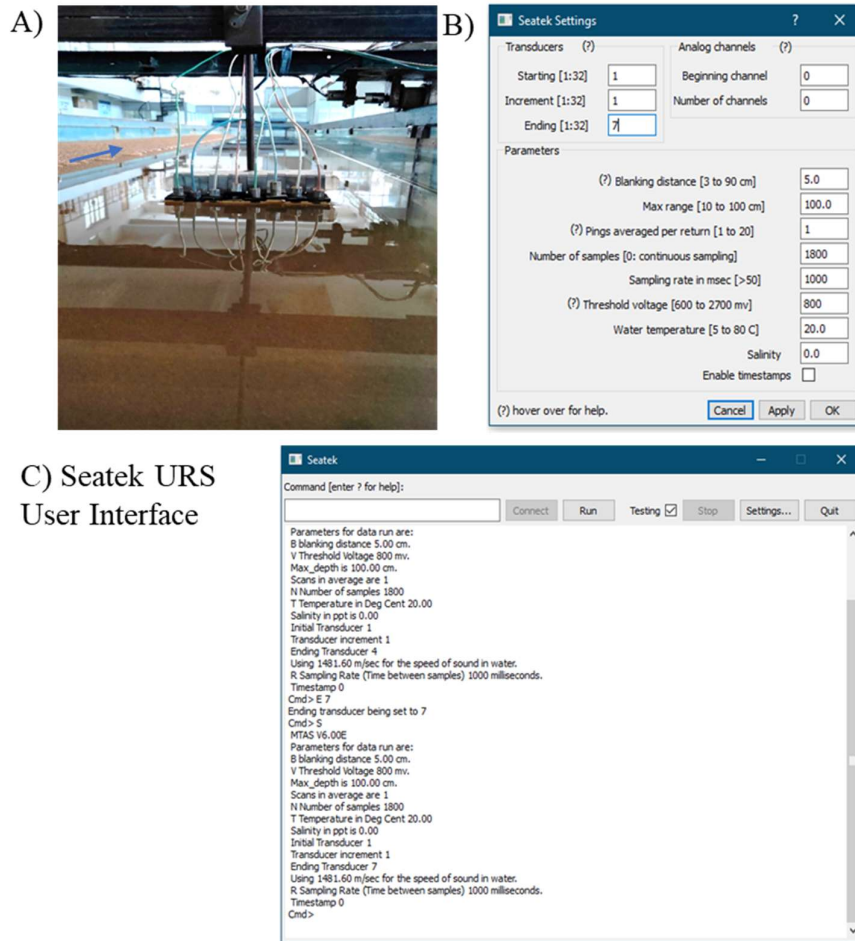 A)
B)
Seatek Settings ? ×
Transducers (?)
Starting [1:32] 1
Increment [1:32] 1
Ending [1:32] 7
Analog channels (?)
Beginning channel 0
Number of channels 0
Parameters
(?) Blanking distance [3 to 90 cm] 5.0
Max range [10 to 100 cm] 100.0
(?) Pings averaged per return [1 to 20] 1
Number of samples [0: continuous sampling] 1800
Sampling rate in msec [>50] 1000
(?) Threshold voltage [600 to 2700 mv] 800
Water temperature [5 to 80 C] 20.0
Salinity 0.0
Enable timestamps
(?) hover over for help. Cancel Apply OK
C) Seatek URS
User Interface
Seatek
Command [enter ? for help]:
Connect Run Testing Stop Settings... Quit
Parameters for data run are:
B blanking distance 5.00 cm.
V Threshold Voltage 800 mv.
Max_depth is 100.00 cm.
Scans in average are 1
N Number of samples 1800
T Temperature in Deg Cent 20.00
Salinity in ppt is 0.00
Initial Transducer 1
Transducer increment 1
Ending Transducer 4
Using 1481.60 m/sec for the speed of sound in water.
R Sampling Rate (Time between samples) 1000 milliseconds.
Timestamp 0
Cmd> E 7
Ending transducer being set to 7
Cmd> S
MTAS V6.00E
Parameters for data run are:
B blanking distance 5.00 cm.
V Threshold Voltage 800 mv.
Max_depth is 100.00 cm.
Scans in average are 1
N Number of samples 1800
T Temperature in Deg Cent 20.00
Salinity in ppt is 0.00
Initial Transducer 1
Transducer increment 1
Ending Transducer 7
Using 1481.60 m/sec for the speed of sound in water.
R Sampling Rate (Time between samples) 1000 milliseconds.
Timestamp 0
Cmd>